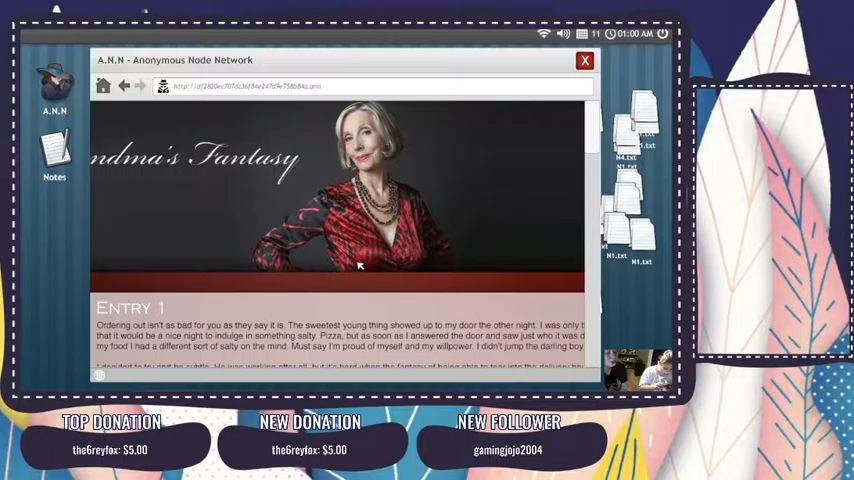 11 01:00 AM
A.N.N - Anonymous Node Network
X
A.N.N
Notes
ndma's Fantasy
N4.txt
N1.txt
N1.txt
ENTRY 1
Ordering out isn't as bad for you as they say it is. The sweetest young thing showed up to my door the other night. I was only t
that it would be a nice to indulge in something salty. Pizza, but as soon as I answered the door and saw just who it was d
my food I had a different sort of salty on the mind. Must say I'm proud of myself and my willpower. I didn't jump the darling boy
TOP DONATION
NEW DONATION
NEW FOLLOWER
the6reyfox: $5.00
the6reyfox: $5.00
gamingjojo2004